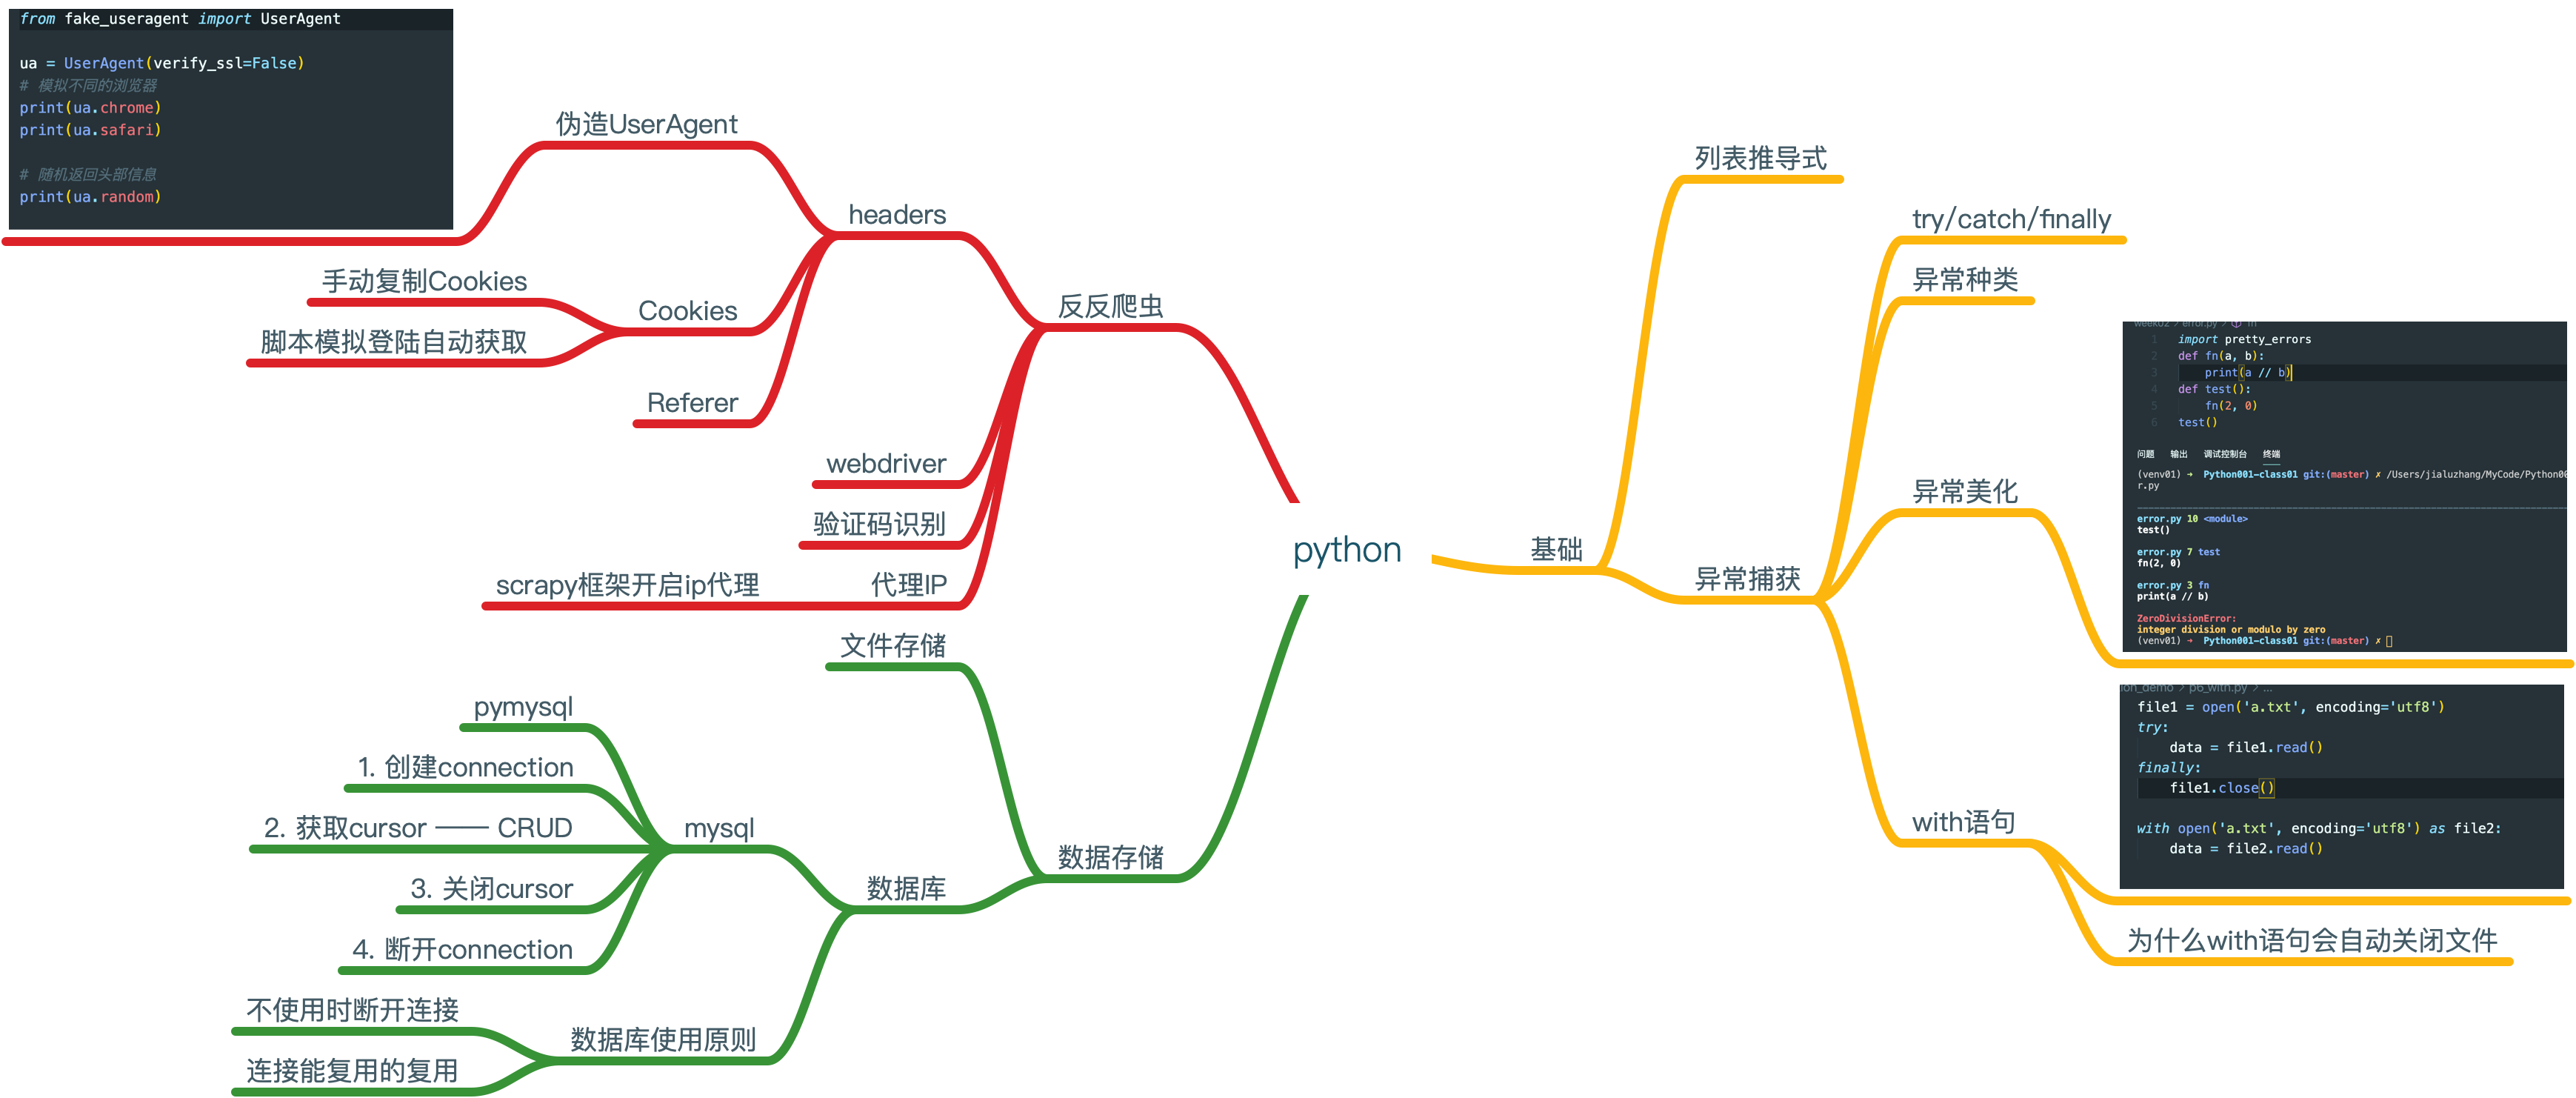 from fake_useragent import UserAgent
ua = UserAgent(verify_ssl=False)
# 模拟不同的浏览器
print(ua.chrome)
print(ua.safari)
# 随机返回头部信息
print(ua.random)
伪造UserAgent
headers
手动复制Cookies
脚本模拟登陆自动获取
Cookies
Referer
反反爬虫
webdriver
验证码识别
scrapy框架开启ip代理
代理IP
文件存储
pymysql
1. 创建connection
2. 获取cursor —— CRUD
3. 关闭cursor
4. 断开connection
mysql
数据库
数据存储
不使用时断开连接
连接能复用的复用
数据库使用原则
python
基础
列表推导式
异常捕获
try/catch/finally
异常种类
异常美化
week02 > error.py > fn
1 import pretty_errors
2 def fn(a, b):
3 print(a // b)
4 def test():
5 fn(2, 0)
6 test()
问题 输出 调试控制台 终端
(venv01) ➜ Python001-class01 git:(master) ✗ /Users/jialuzhang/MyCode/Python00
r.py
error.py 10 <module>
test()
error.py 7 test
fn(2, 0)
error.py 3 fn
print(a // b)
ZeroDivisionError:
integer division or modulo by zero
(venv01) ➜ Python001-class01 git:(master) ✗
with语句
ion_demo > p6_with.py > ...
file1 = open('a.txt', encoding='utf8')
try:
data = file1.read()
finally:
file1.close()
with open('a.txt', encoding='utf8') as file2:
data = file2.read()
为什么with语句会自动关闭文件